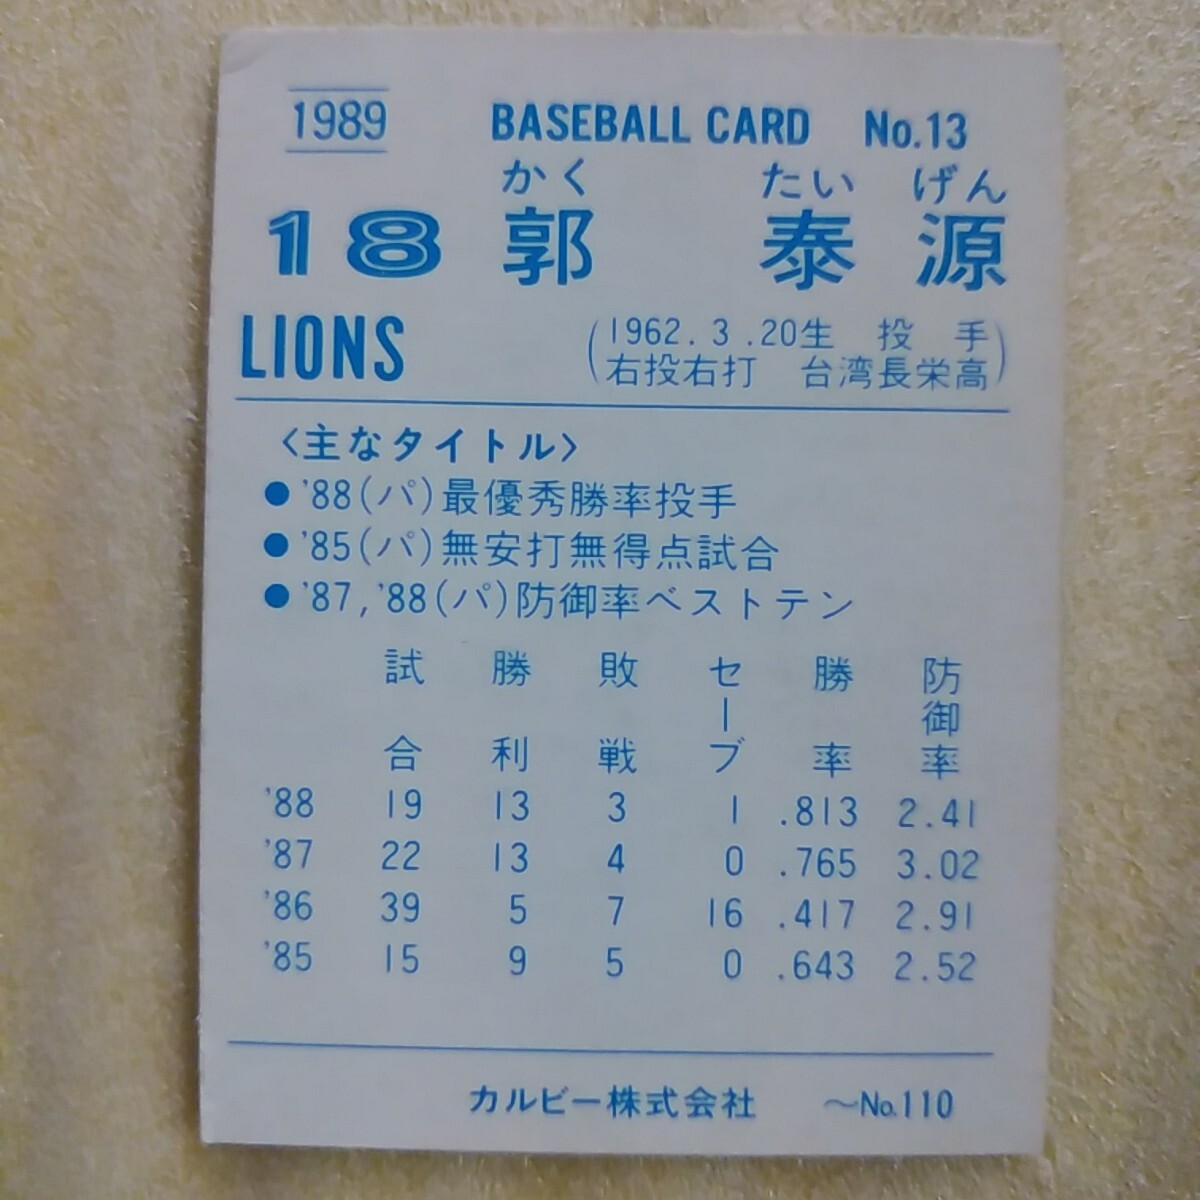 1989 BASEBALL CARD No.13
かく たい げん
18 郭 泰 源
LIONS
(1962.3.20生 投 手
右投右打 台湾長栄高)
〈主なタイトル〉
●'88(パ)最優秀勝率投手
●'85(パ)無安打無得点試合
●'87,'88(パ)防御率ベストテン
試合 勝利 敗戦 セーブ 勝率 防御率
'88 19 13 3 1 .813 2.41
'87 22 13 4 0 .765 3.02
'86 39 5 7 16 .417 2.91
'85 15 9 5 0 .643 2.52
カルビー株式会社 〜No.110